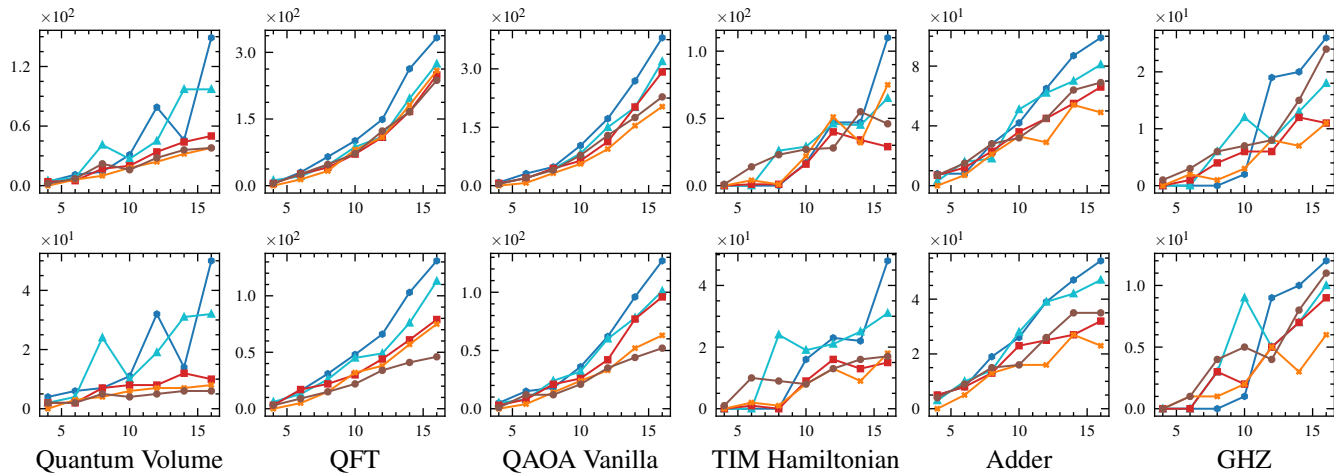 ×10² ×10² ×10² ×10² ×10¹ ×10¹
1.2 3.0 3.0 1.0 8 2
0.6 1.5 1.5 0.5 4 1
0.0 0.0 0.0 0.0 0 0
5 10 15 5 10 15 5 10 15 5 10 15 5 10 15 5 10 15
×10¹ ×10² ×10² ×10¹ ×10¹ ×10¹
4 1.0 1.0 4 4 1.0
2 0.5 0.5 2 2 0.5
0 0.0 0.0 0 0 0.0
5 10 15 5 10 15 5 10 15 5 10 15 5 10 15 5 10 15
Quantum Volume QFT QAOA Vanilla TIM Hamiltonian Adder GHZ